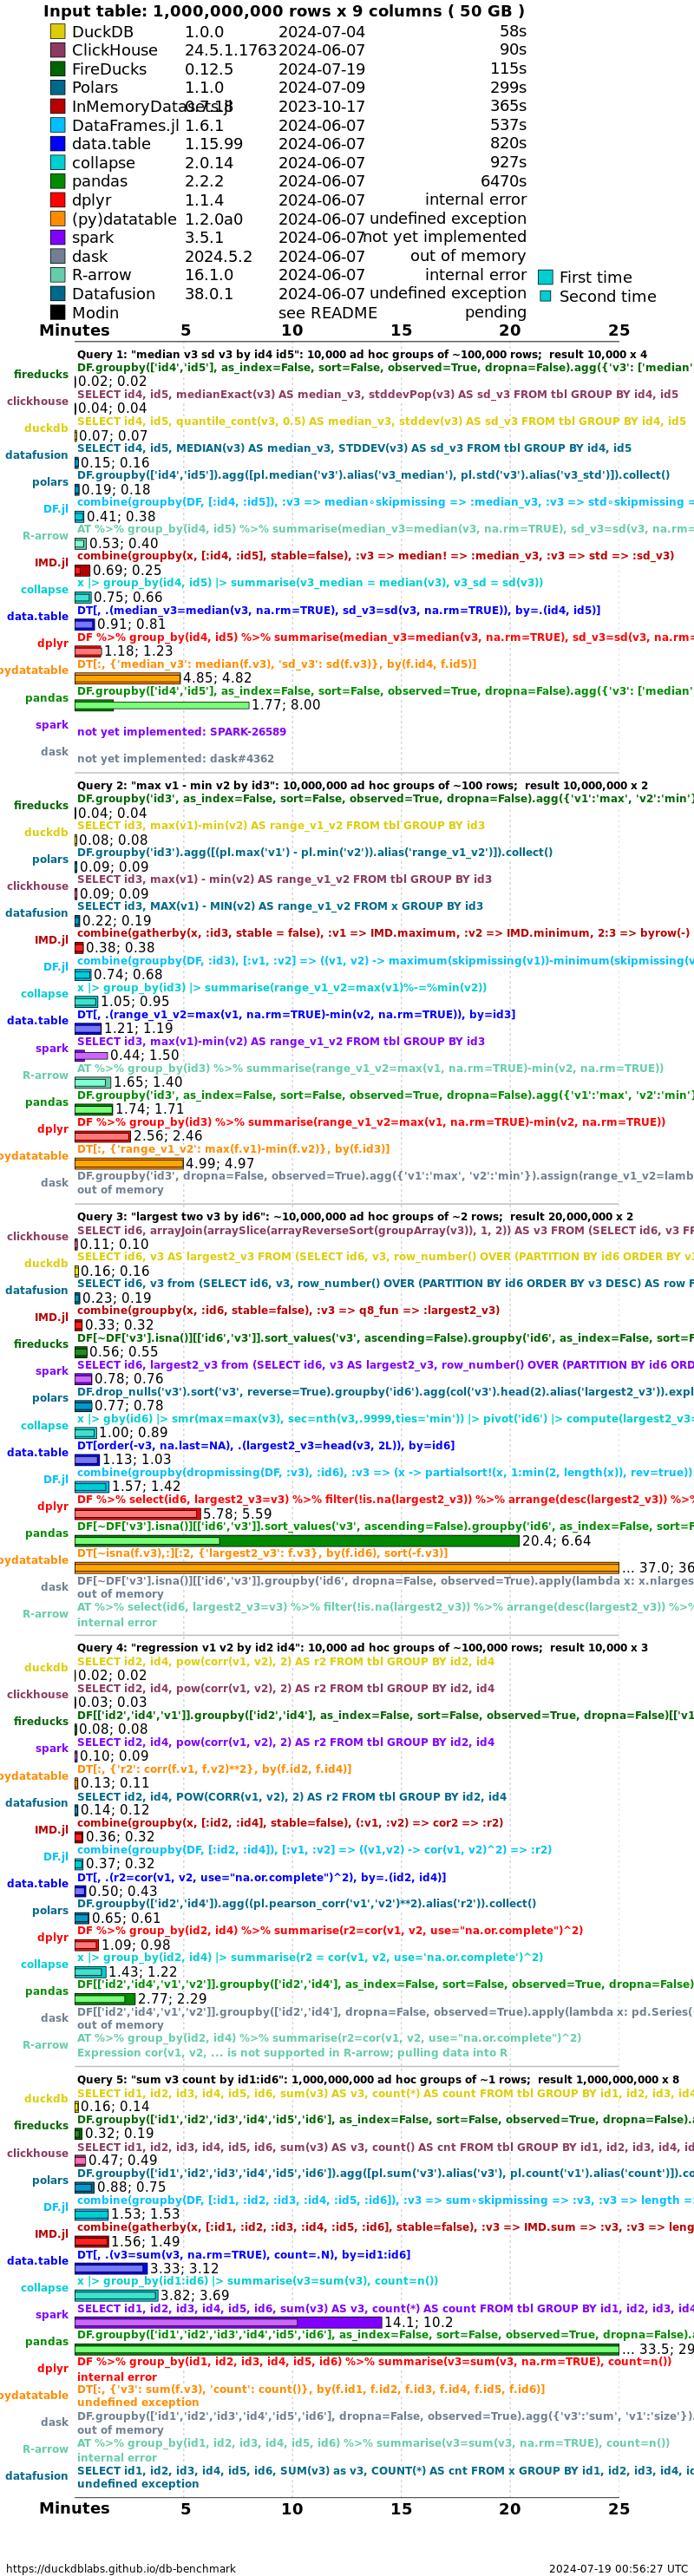 Input table: 1,000,000,000 rows x 9 columns ( 50 GB )
DuckDB 1.0.0 2024-07-04 58s
ClickHouse 24.5.1.1763 2024-06-07 90s
FireDucks 0.12.5 2024-07-19 115s
Polars 1.1.0 2024-07-09 299s
InMemoryDatasets.jl 0.7.18 2023-10-17 365s
DataFrames.jl 1.6.1 2024-06-07 537s
data.table 1.15.99 2024-06-07 820s
collapse 2.0.14 2024-06-07 927s
pandas 2.2.2 2024-06-07 6470s
dplyr 1.1.4 2024-06-07 internal error
(py)datatable 1.2.0a0 2024-06-07 undefined exception
spark 3.5.1 2024-06-07 not yet implemented
dask 2024.5.2 2024-06-07 out of memory
R-arrow 16.1.0 2024-06-07 internal error
Datafusion 38.0.1 2024-06-07 undefined exception
Modin see README pending
First time
Second time
Minutes 5 10 15 20 25
Query 1: "median v3 sd v3 by id4 id5": 10,000 ad hoc groups of ~100,000 rows; result 10,000 x 4
DF.groupby(['id4','id5'], as_index=False, sort=False, observed=True, dropna=False).agg({'v3': ['median'
fireducks 0.02; 0.02
SELECT id4, id5, medianExact(v3) AS median_v3, stddevPop(v3) AS sd_v3 FROM tbl GROUP BY id4, id5
clickhouse 0.04; 0.04
SELECT id4, id5, quantile_cont(v3, 0.5) AS median_v3, stddev(v3) AS sd_v3 FROM tbl GROUP BY id4, id5
duckdb 0.07; 0.07
SELECT id4, id5, MEDIAN(v3) AS median_v3, STDDEV(v3) AS sd_v3 FROM tbl GROUP BY id4, id5
datafusion 0.15; 0.16
DF.groupby(['id4','id5']).agg([pl.median('v3').alias('v3_median'), pl.std('v3').alias('v3_std')]).collect()
polars 0.19; 0.18
combine(groupby(DF, [:id4, :id5]), :v3 => median∘skipmissing => :median_v3, :v3 => std∘skipmissing =
DF.jl 0.41; 0.38
AT %>% group_by(id4, id5) %>% summarise(median_v3=median(v3, na.rm=TRUE), sd_v3=sd(v3, na.rm=
R-arrow 0.53; 0.40
combine(groupby(x, [:id4, :id5], stable=false), :v3 => median! => :median_v3, :v3 => std => :sd_v3)
IMD.jl 0.69; 0.25
x |> group_by(id4, id5) |> summarise(v3_median = median(v3), v3_sd = sd(v3))
collapse 0.75; 0.66
DT[, .(median_v3=median(v3, na.rm=TRUE), sd_v3=sd(v3, na.rm=TRUE)), by=.(id4, id5)]
data.table 0.91; 0.81
DF %>% group_by(id4, id5) %>% summarise(median_v3=median(v3, na.rm=TRUE), sd_v3=sd(v3, na.rm=
dplyr 1.18; 1.23
DT[:, {'median_v3': median(f.v3), 'sd_v3': sd(f.v3)}, by(f.id4, f.id5)]
pydatatable 4.85; 4.82
DF.groupby(['id4','id5'], as_index=False, sort=False, observed=True, dropna=False).agg({'v3': ['median'
pandas 1.77; 8.00
spark not yet implemented: SPARK-26589
dask not yet implemented: dask#4362
Query 2: "max v1 - min v2 by id3": 10,000,000 ad hoc groups of ~100 rows; result 10,000,000 x 2
DF.groupby('id3', as_index=False, sort=False, observed=True, dropna=False).agg({'v1':'max', 'v2':'min'}
fireducks 0.04; 0.04
SELECT id3, max(v1)-min(v2) AS range_v1_v2 FROM tbl GROUP BY id3
duckdb 0.08; 0.08
DF.groupby('id3').agg([(pl.max('v1') - pl.min('v2')).alias('range_v1_v2')]).collect()
polars 0.09; 0.09
SELECT id3, max(v1) - min(v2) AS range_v1_v2 FROM tbl GROUP BY id3
clickhouse 0.09; 0.09
SELECT id3, MAX(v1) - MIN(v2) AS range_v1_v2 FROM x GROUP BY id3
datafusion 0.22; 0.19
combine(gatherby(x, :id3, stable = false), :v1 => IMD.maximum, :v2 => IMD.minimum, 2:3 => byrow(-)
IMD.jl 0.38; 0.38
combine(groupby(DF, :id3), [:v1, :v2] => ((v1, v2) -> maximum(skipmissing(v1))-minimum(skipmissing(v
DF.jl 0.74; 0.68
x |> group_by(id3) |> summarise(range_v1_v2=max(v1)%-=%min(v2))
collapse 1.05; 0.95
DT[, .(range_v1_v2=max(v1, na.rm=TRUE)-min(v2, na.rm=TRUE)), by=id3]
data.table 1.21; 1.19
SELECT id3, max(v1)-min(v2) AS range_v1_v2 FROM tbl GROUP BY id3
spark 0.44; 1.50
AT %>% group_by(id3) %>% summarise(range_v1_v2=max(v1, na.rm=TRUE)-min(v2, na.rm=TRUE))
R-arrow 1.65; 1.40
DF.groupby('id3', as_index=False, sort=False, observed=True, dropna=False).agg({'v1':'max', 'v2':'min'}
pandas 1.74; 1.71
DF %>% group_by(id3) %>% summarise(range_v1_v2=max(v1, na.rm=TRUE)-min(v2, na.rm=TRUE))
dplyr 2.56; 2.46
DT[:, {'range_v1_v2': max(f.v1)-min(f.v2)}, by(f.id3)]
pydatatable 4.99; 4.97
DF.groupby('id3', dropna=False, observed=True).agg({'v1':'max', 'v2':'min'}).assign(range_v1_v2=lamb
dask out of memory
Query 3: "largest two v3 by id6": ~10,000,000 ad hoc groups of ~2 rows; result 20,000,000 x 2
SELECT id6, arrayJoin(arraySlice(arrayReverseSort(groupArray(v3)), 1, 2)) AS v3 FROM (SELECT id6, v3 FR
clickhouse 0.11; 0.10
SELECT id6, v3 AS largest2_v3 FROM (SELECT id6, v3, row_number() OVER (PARTITION BY id6 ORDER BY v3
duckdb 0.16; 0.16
SELECT id6, v3 from (SELECT id6, v3, row_number() OVER (PARTITION BY id6 ORDER BY v3 DESC) AS row F
datafusion 0.23; 0.19
combine(groupby(x, :id6, stable=false), :v3 => q8_fun => :largest2_v3)
IMD.jl 0.33; 0.32
DF[~DF['v3'].isna()][['id6','v3']].sort_values('v3', ascending=False).groupby('id6', as_index=False, sort=F
fireducks 0.56; 0.55
SELECT id6, largest2_v3 from (SELECT id6, v3 AS largest2_v3, row_number() OVER (PARTITION BY id6 ORD
spark 0.78; 0.76
DF.drop_nulls('v3').sort('v3', reverse=True).groupby('id6').agg(col('v3').head(2).alias('largest2_v3')).expl
polars 0.77; 0.78
x |> gby(id6) |> smr(max=max(v3), sec=nth(v3,.9999,ties='min')) |> pivot('id6') |> compute(largest2_v3=
collapse 1.00; 0.89
DT[order(-v3, na.last=NA), .(largest2_v3=head(v3, 2L)), by=id6]
data.table 1.13; 1.03
combine(groupby(dropmissing(DF, :v3), :id6), :v3 => (x -> partialsort!(x, 1:min(2, length(x)), rev=true))
DF.jl 1.57; 1.42
DF %>% select(id6, largest2_v3=v3) %>% filter(!is.na(largest2_v3)) %>% arrange(desc(largest2_v3)) %>%
dplyr 5.78; 5.59
DF[~DF['v3'].isna()][['id6','v3']].sort_values('v3', ascending=False).groupby('id6', as_index=False, sort=F
pandas 20.4; 6.64
DT[~isna(f.v3),:][:2, {'largest2_v3': f.v3}, by(f.id6), sort(-f.v3)]
pydatatable ... 37.0; 36
DF[~DF['v3'].isna()][['id6','v3']].groupby('id6', dropna=False, observed=True).apply(lambda x: x.nlarges
dask out of memory
AT %>% select(id6, largest2_v3=v3) %>% filter(!is.na(largest2_v3)) %>% arrange(desc(largest2_v3)) %>%
R-arrow internal error
Query 4: "regression v1 v2 by id2 id4": 10,000 ad hoc groups of ~100,000 rows; result 10,000 x 3
SELECT id2, id4, pow(corr(v1, v2), 2) AS r2 FROM tbl GROUP BY id2, id4
duckdb 0.02; 0.02
SELECT id2, id4, pow(corr(v1, v2), 2) AS r2 FROM tbl GROUP BY id2, id4
clickhouse 0.03; 0.03
DF[['id2','id4','v1']].groupby(['id2','id4'], as_index=False, sort=False, observed=True, dropna=False)[['v1
fireducks 0.08; 0.08
SELECT id2, id4, pow(corr(v1, v2), 2) AS r2 FROM tbl GROUP BY id2, id4
spark 0.10; 0.09
DT[:, {'r2': corr(f.v1, f.v2)**2}, by(f.id2, f.id4)]
pydatatable 0.13; 0.11
SELECT id2, id4, POW(CORR(v1, v2), 2) AS r2 FROM tbl GROUP BY id2, id4
datafusion 0.14; 0.12
combine(groupby(x, [:id2, :id4], stable=false), (:v1, :v2) => cor2 => :r2)
IMD.jl 0.36; 0.32
combine(groupby(DF, [:id2, :id4]), [:v1, :v2] => ((v1,v2) -> cor(v1, v2)^2) => :r2)
DF.jl 0.37; 0.32
DT[, .(r2=cor(v1, v2, use="na.or.complete")^2), by=.(id2, id4)]
data.table 0.50; 0.43
DF.groupby(['id2','id4']).agg((pl.pearson_corr('v1','v2')**2).alias('r2')).collect()
polars 0.65; 0.61
DF %>% group_by(id2, id4) %>% summarise(r2=cor(v1, v2, use="na.or.complete")^2)
dplyr 1.09; 0.98
x |> group_by(id2, id4) |> summarise(r2 = cor(v1, v2, use='na.or.complete')^2)
collapse 1.43; 1.22
DF[['id2','id4','v1','v2']].groupby(['id2','id4'], as_index=False, sort=False, observed=True, dropna=False)
pandas 2.77; 2.29
DF[['id2','id4','v1','v2']].groupby(['id2','id4'], dropna=False, observed=True).apply(lambda x: pd.Series(
dask out of memory
AT %>% group_by(id2, id4) %>% summarise(r2=cor(v1, v2, use="na.or.complete")^2)
R-arrow Expression cor(v1, v2, ... is not supported in R-arrow; pulling data into R
Query 5: "sum v3 count by id1:id6": 1,000,000,000 ad hoc groups of ~1 rows; result 1,000,000,000 x 8
SELECT id1, id2, id3, id4, id5, id6, sum(v3) AS v3, count(*) AS count FROM tbl GROUP BY id1, id2, id3, id4
duckdb 0.16; 0.14
DF.groupby(['id1','id2','id3','id4','id5','id6'], as_index=False, sort=False, observed=True, dropna=False).a
fireducks 0.32; 0.19
SELECT id1, id2, id3, id4, id5, id6, sum(v3) AS v3, count() AS cnt FROM tbl GROUP BY id1, id2, id3, id4, id
clickhouse 0.47; 0.49
DF.groupby(['id1','id2','id3','id4','id5','id6']).agg([pl.sum('v3').alias('v3'), pl.count('v1').alias('count')]).co
polars 0.88; 0.75
combine(groupby(DF, [:id1, :id2, :id3, :id4, :id5, :id6]), :v3 => sum∘skipmissing => :v3, :v3 => length =
DF.jl 1.53; 1.53
combine(gatherby(x, [:id1, :id2, :id3, :id4, :id5, :id6], stable=false), :v3 => IMD.sum => :v3, :v3 => leng
IMD.jl 1.56; 1.49
DT[, .(v3=sum(v3, na.rm=TRUE), count=.N), by=id1:id6]
data.table 3.33; 3.12
x |> group_by(id1:id6) |> summarise(v3=sum(v3), count=n())
collapse 3.82; 3.69
SELECT id1, id2, id3, id4, id5, id6, sum(v3) AS v3, count(*) AS count FROM tbl GROUP BY id1, id2, id3, id4
spark 14.1; 10.2
DF.groupby(['id1','id2','id3','id4','id5','id6'], as_index=False, sort=False, observed=True, dropna=False).a
pandas ... 33.5; 29
DF %>% group_by(id1, id2, id3, id4, id5, id6) %>% summarise(v3=sum(v3, na.rm=TRUE), count=n())
dplyr internal error
DT[:, {'v3': sum(f.v3), 'count': count()}, by(f.id1, f.id2, f.id3, f.id4, f.id5, f.id6)]
pydatatable undefined exception
DF.groupby(['id1','id2','id3','id4','id5','id6'], dropna=False, observed=True).agg({'v3':'sum', 'v1':'size'}).
dask out of memory
AT %>% group_by(id1, id2, id3, id4, id5, id6) %>% summarise(v3=sum(v3, na.rm=TRUE), count=n())
R-arrow internal error
SELECT id1, id2, id3, id4, id5, id6, SUM(v3) as v3, COUNT(*) AS cnt FROM x GROUP BY id1, id2, id3, id4, id
datafusion undefined exception
Minutes 5 10 15 20 25
https://duckdblabs.github.io/db-benchmark 2024-07-19 00:56:27 UTC